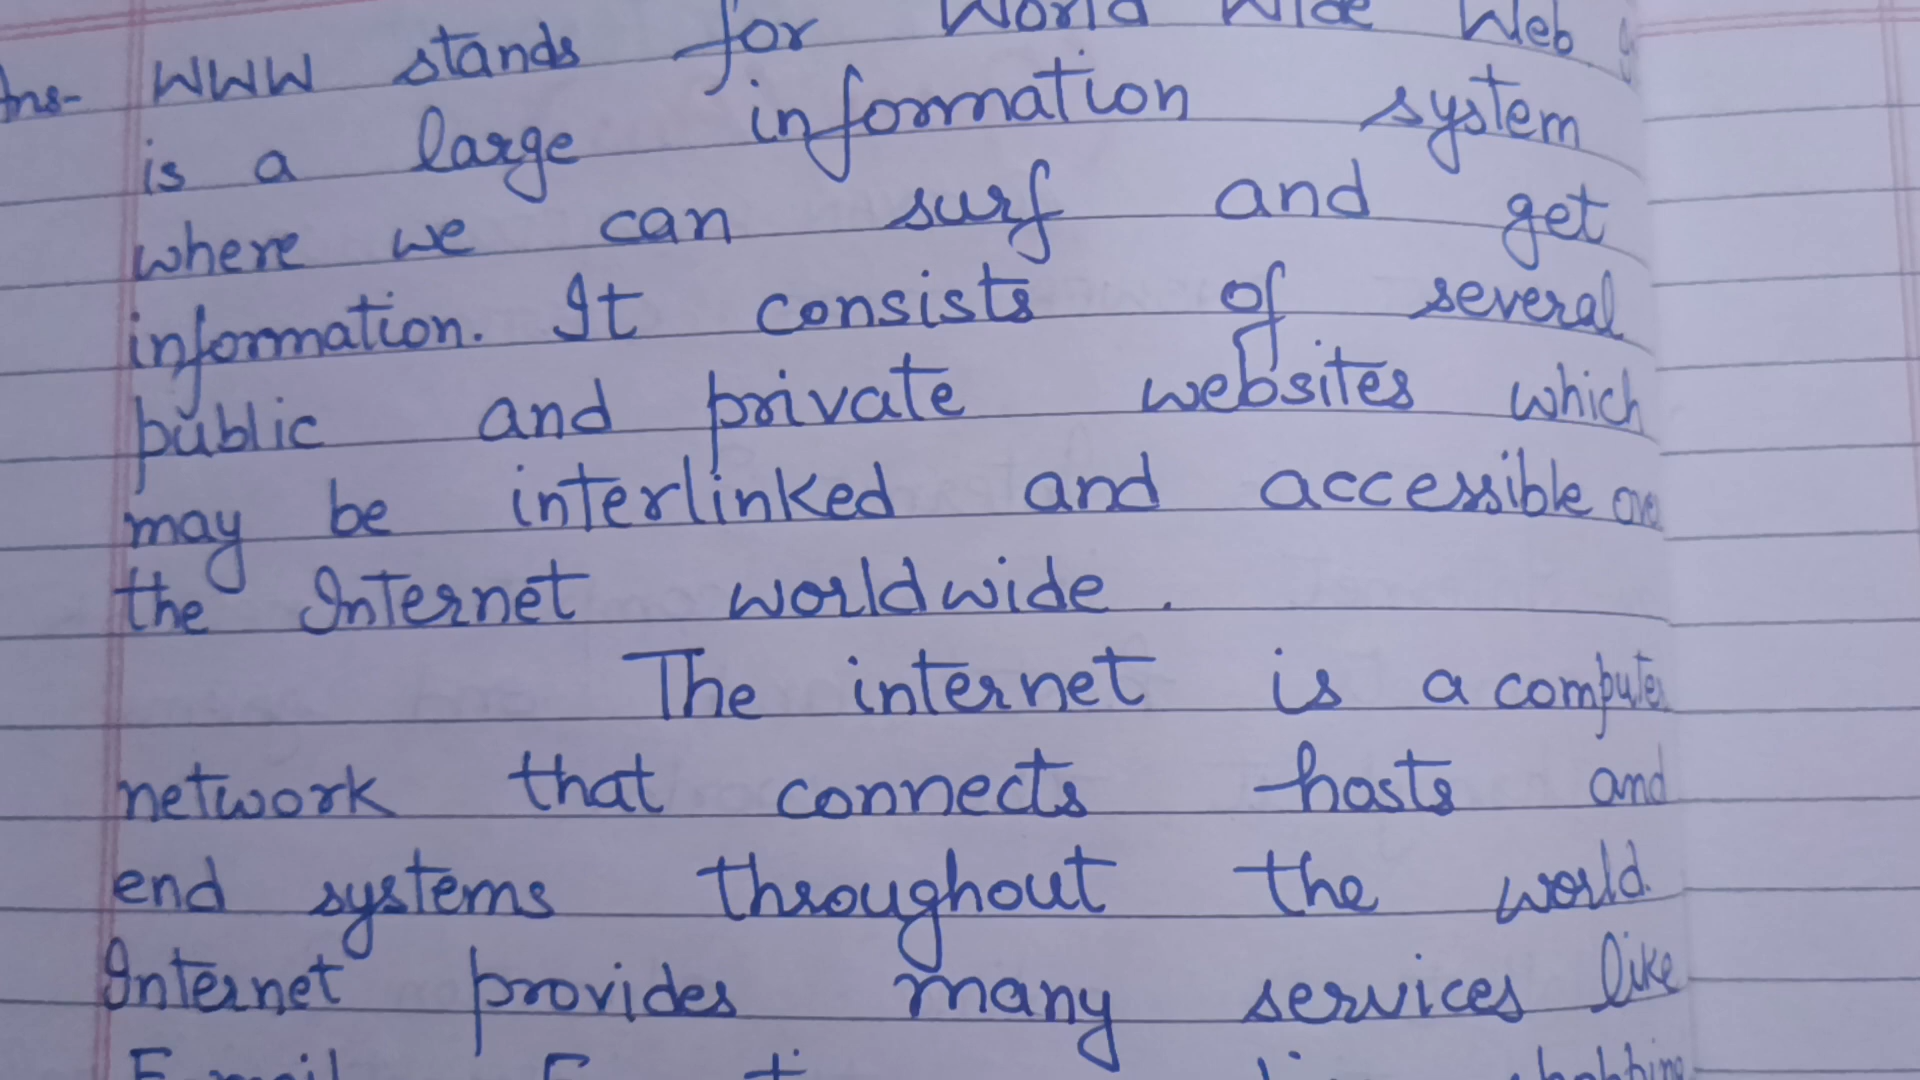 Ans- WWW stands for World Wide Web
is a large information system
where we can surf and get
information. It consists of several
public and private websites which
may be interlinked and accessible
the Internet worldwide.
The internet is a computer
network that connects hosts and
end systems throughout the world.
Internet provides many services like
E-mail shopping